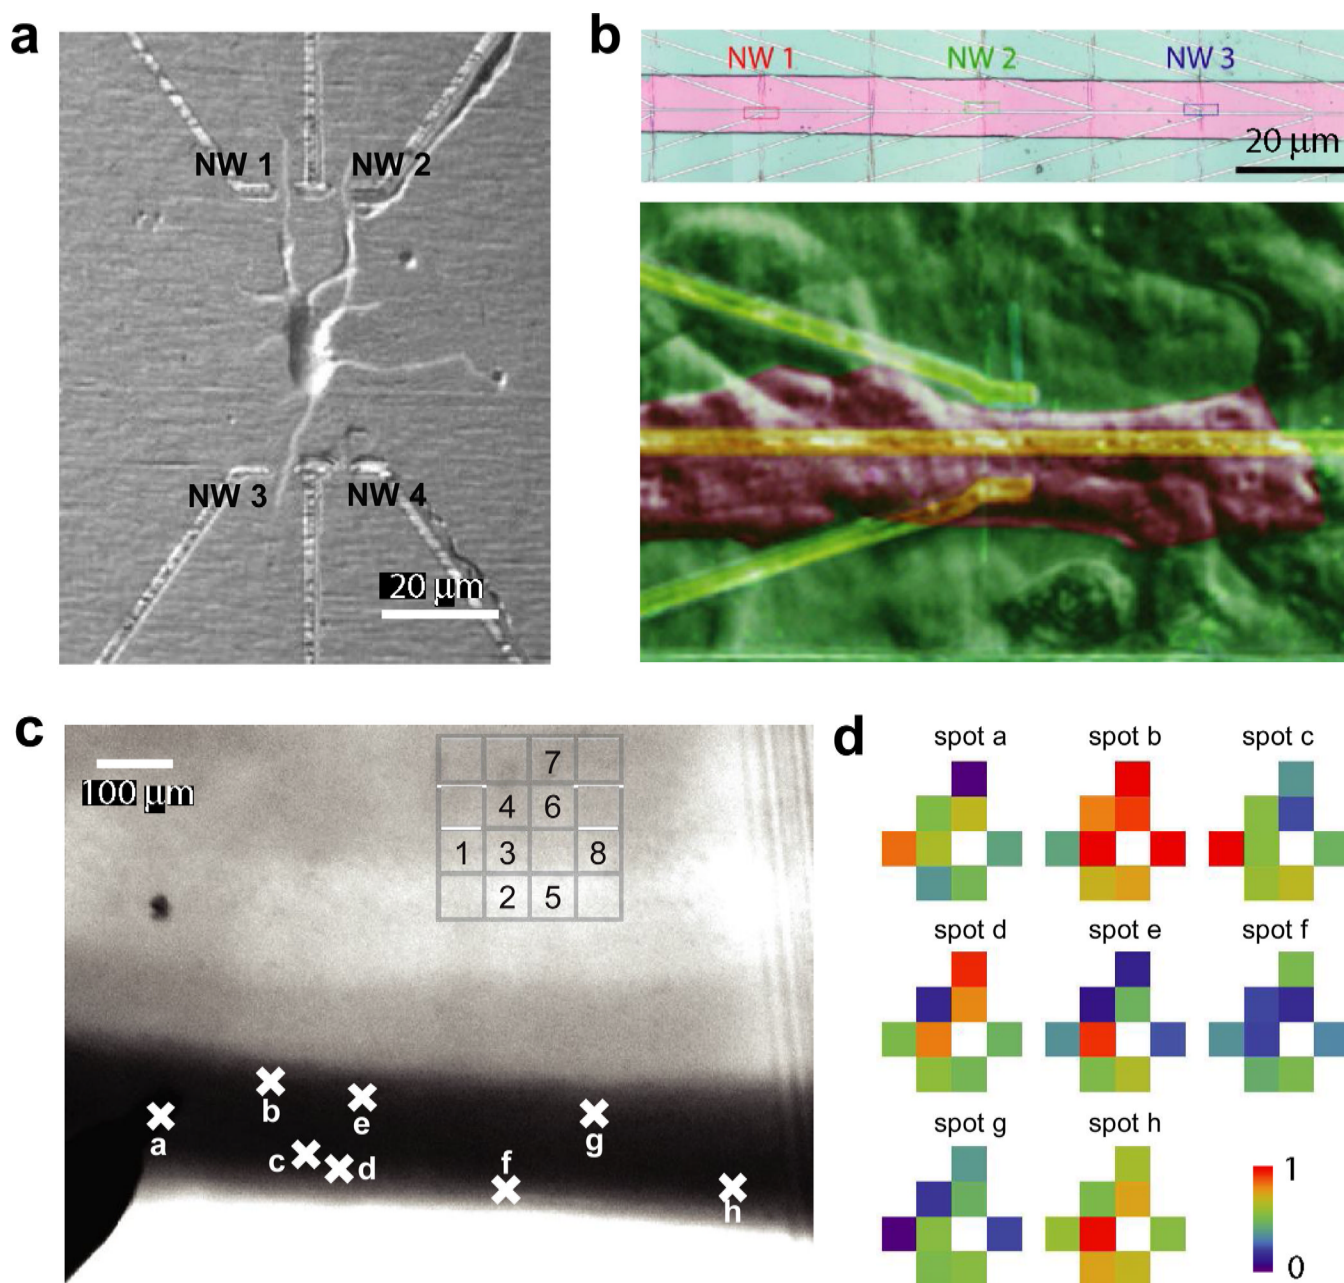 a
NW 1
NW 2
NW 3
NW 4
20 μm
b
NW 1
NW 2
NW 3
20 μm
c
100 μm
7
4 6
1 3 8
2 5
a
b
e
c
d
f
g
h
d
spot a
spot b
spot c
spot d
spot e
spot f
spot g
spot h
1
0